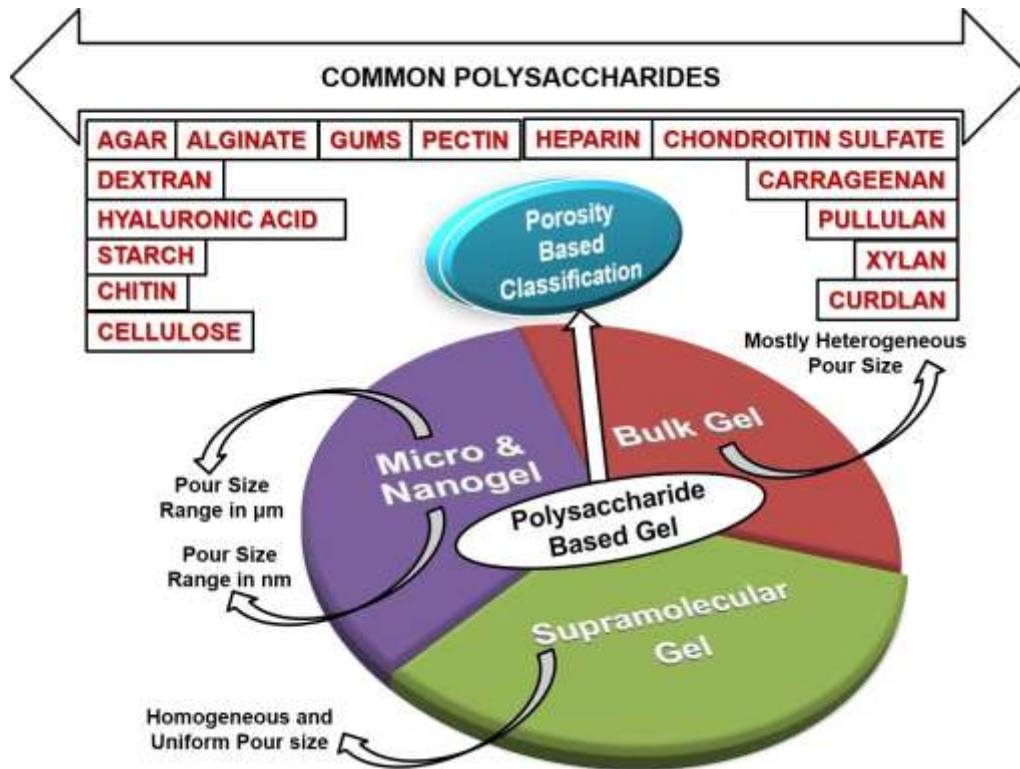 COMMON POLYSACCHARIDES
AGAR ALGINATE GUMS PECTIN HEPARIN CHONDROITIN SULFATE
DEXTRAN
HYALURONIC ACID
STARCH
CHITIN
CELLULOSE
CARRAGEENAN
PULLULAN
XYLAN
CURDLAN
Porosity
Based
Classification
Mostly Heterogeneous
Pour Size
Bulk Gel
Micro &
Nanogel
Pour Size
Range in µm
Polysaccharide
Based Gel
Pour Size
Range in nm
Supramolecular
Gel
Homogeneous and
Uniform Pour size